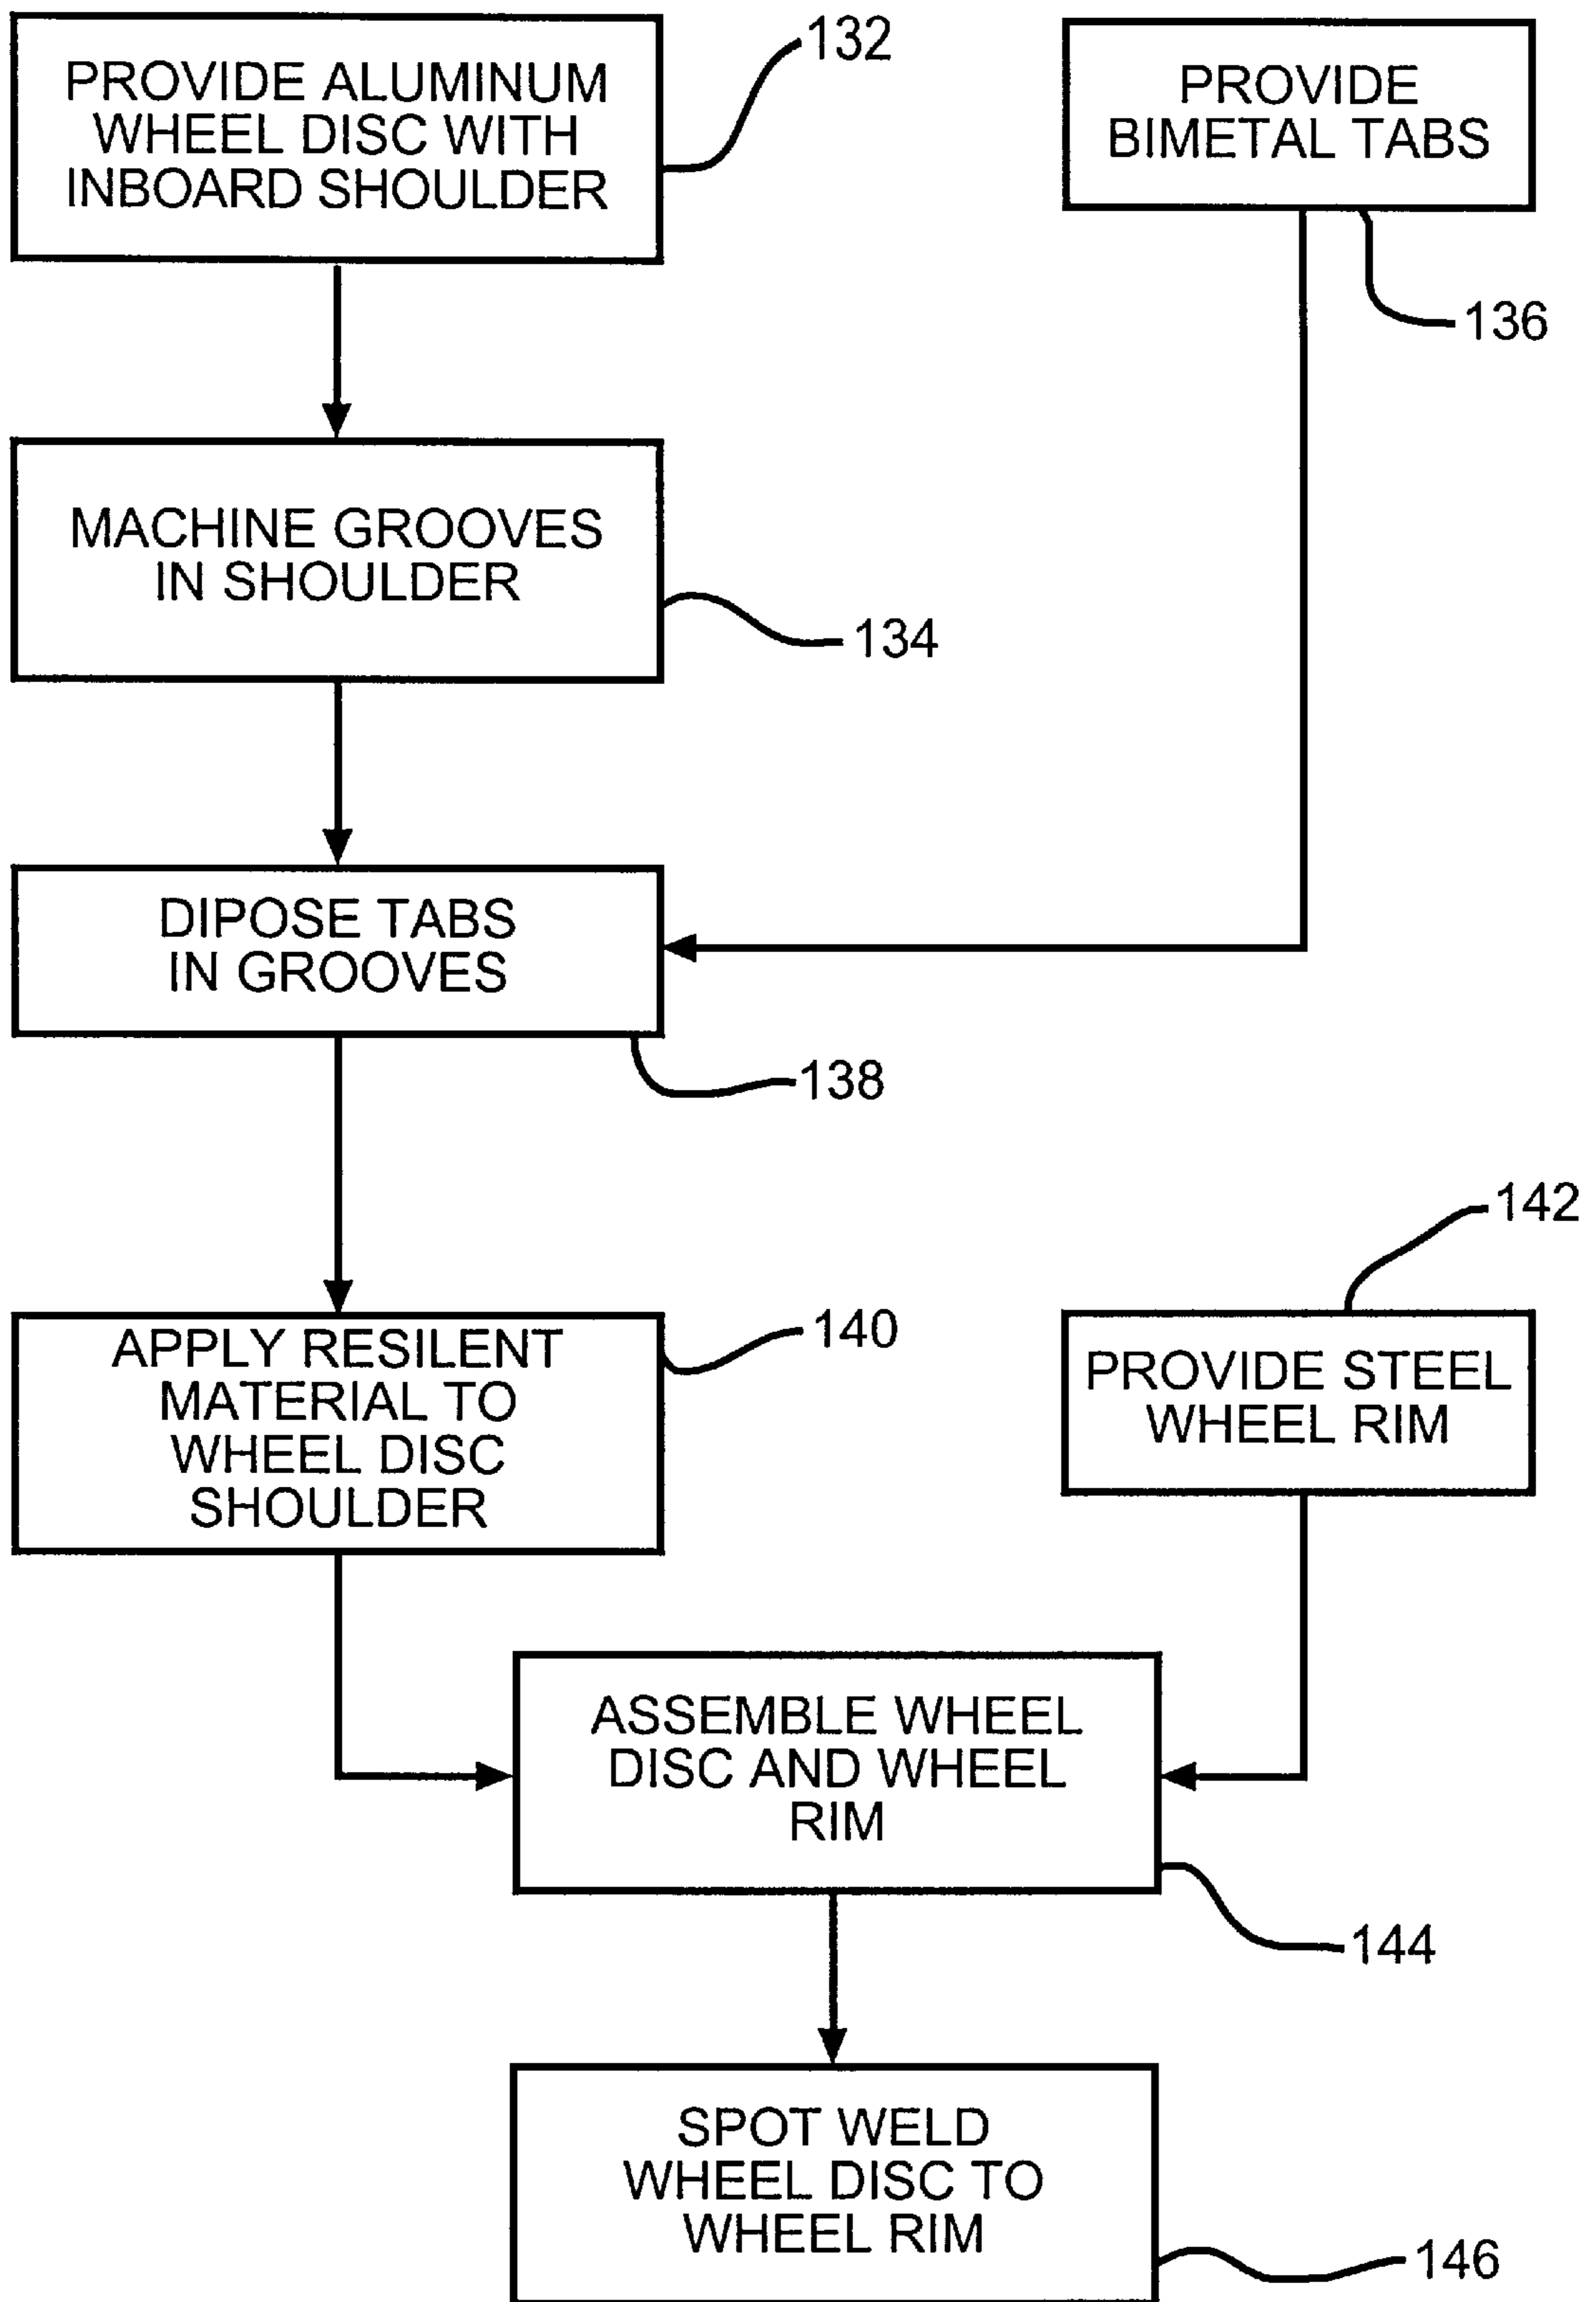 PROVIDE ALUMINUM
WHEEL DISC WITH
INBOARD SHOULDER
132
PROVIDE
BIMETAL TABS
136
MACHINE GROOVES
IN SHOULDER
134
DIPOSE TABS
IN GROOVES
138
APPLY RESILENT
MATERIAL TO
WHEEL DISC
SHOULDER
140
142
PROVIDE STEEL
WHEEL RIM
ASSEMBLE WHEEL
DISC AND WHEEL
RIM
144
SPOT WELD
WHEEL DISC TO
WHEEL RIM
146